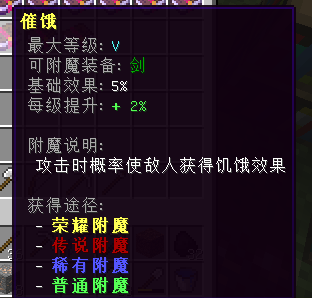 催饿
最大等级: V
可附魔装备: 剑
基础效果: 5%
每级提升: + 2%
附魔说明:
攻击时概率使敌人获得饥饿效果
获得途径:
- 荣耀附魔
- 传说附魔
- 稀有附魔
- 普通附魔